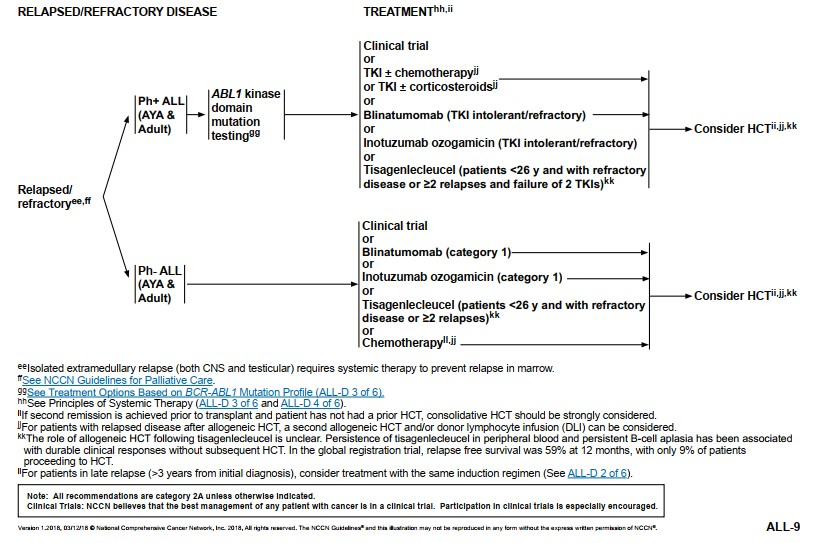 RELAPSED/REFRACTORY DISEASE
TREATMENThh,ii
Relapsed/
refractoryee,ff
Ph+ ALL
(AYA &
Adult)
ABL1 kinase
domain
mutation
testinggg
Clinical trial
or
TKI ± chemotherapyjj
or TKI ± corticosteroidsjj
or
Blinatumomab (TKI intolerant/refractory)
or
Inotuzumab ozogamicin (TKI intolerant/refractory)
or
Tisagenlecleucel (patients <26 y and with refractory
disease or ≥2 relapses and failure of 2 TKIs)kk
Consider HCTii,jj,kk
Ph- ALL
(AYA &
Adult)
Clinical trial
or
Blinatumomab (category 1)
or
Inotuzumab ozogamicin (category 1)
or
Tisagenlecleucel (patients <26 y and with refractory
disease or ≥2 relapses)kk
or
Chemotherapyll,jj
Consider HCTii,jj,kk
eeIsolated extramedullary relapse (both CNS and testicular) requires systemic therapy to prevent relapse in marrow.
ffSee NCCN Guidelines for Palliative Care.
ggSee Treatment Options Based on BCR-ABL1 Mutation Profile (ALL-D 3 of 6).
hhSee Principles of Systemic Therapy (ALL-D 3 of 6 and ALL-D 4 of 6).
iiIf second remission is achieved prior to transplant and patient has not had a prior HCT, consolidative HCT should be strongly considered.
jjFor patients with relapsed disease after allogeneic HCT, a second allogeneic HCT and/or donor lymphocyte infusion (DLI) can be considered.
kkThe role of allogeneic HCT following tisagenlecleucel is unclear. Persistence of tisagenlecleucel in peripheral blood and persistent B-cell aplasia has been associated
with durable clinical responses without subsequent HCT. In the global registration trial, relapse free survival was 59% at 12 months, with only 9% of patients
proceeding to HCT.
llFor patients in late relapse (>3 years from initial diagnosis), consider treatment with the same induction regimen (See ALL-D 2 of 6).
Note: All recommendations are category 2A unless otherwise indicated.
Clinical Trials: NCCN believes that the best management of any patient with cancer is in a clinical trial. Participation in clinical trials is especially encouraged.
Version 1.2018, 03/12/18 © National Comprehensive Cancer Network, Inc. 2018, All rights reserved. The NCCN Guidelines® and this illustration may not be reproduced in any form without the express written permission of NCCN®.
ALL-9